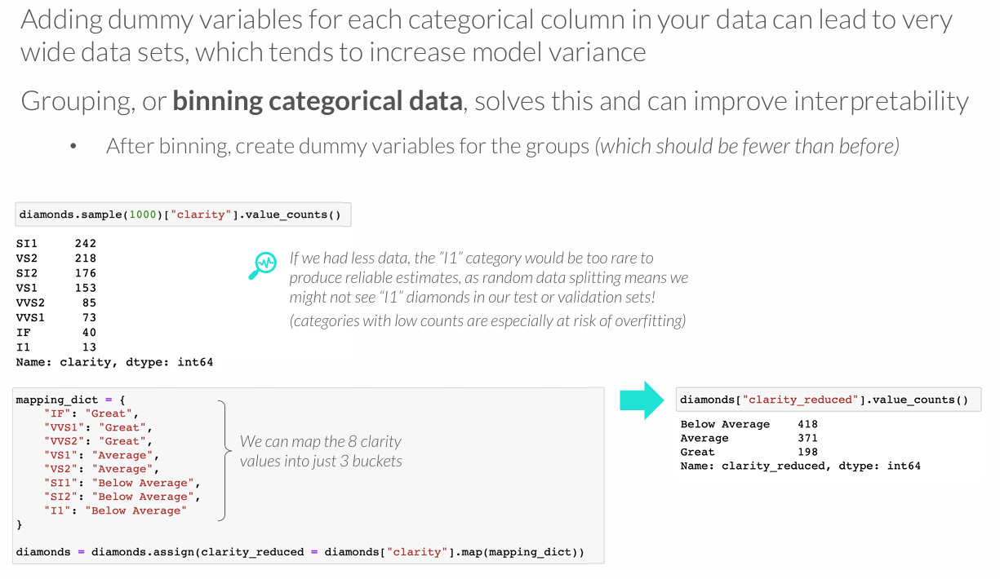 Adding dummy variables for each categorical column in your data can lead to very
wide data sets, which tends to increase model variance
Grouping, or binning categorical data, solves this and can improve interpretability
• After binning, create dummy variables for the groups (which should be fewer than before)
diamonds.sample(1000)["clarity"].value_counts()
SI1 242
VS2 218
SI2 176
VS1 153
VVS2 85
VVS1 73
IF 40
I1 13
Name: clarity, dtype: int64
If we had less data, the ”I1” category would be too rare to
produce reliable estimates, as random data splitting means we
might not see “I1” diamonds in our test or validation sets!
(categories with low counts are especially at risk of overfitting)
mapping_dict = {
"IF": "Great",
"VVS1": "Great",
"VVS2": "Great",
"VS1": "Average",
"VS2": "Average",
"SI1": "Below Average",
"SI2": "Below Average",
"I1": "Below Average"
}
diamonds = diamonds.assign(clarity_reduced = diamonds["clarity"].map(mapping_dict))
We can map the 8 clarity
values into just 3 buckets
diamonds["clarity_reduced"].value_counts()
Below Average 418
Average 371
Great 198
Name: clarity_reduced, dtype: int64